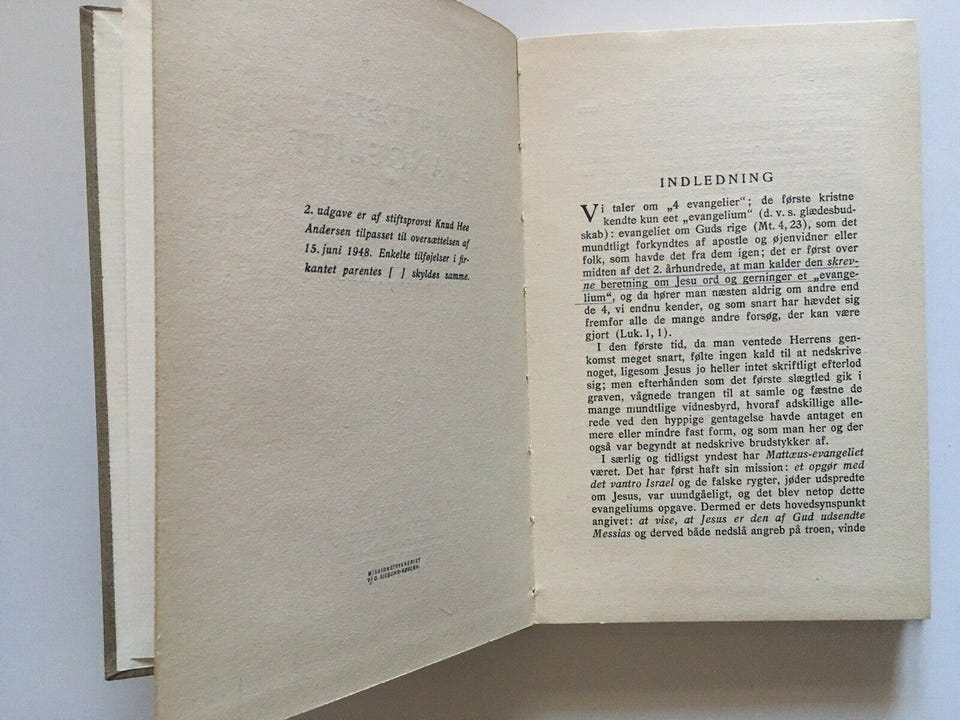 2. udgave er af stiftsprovst Knud Hee
Andersen tilpasset til oversættelsen af
15. juni 1948. Enkelte tilføjelser i fir-
kantet parentes [ ] skyldes samme.
MISSIONSTRYKKERIET
V/ O. SIEBUHR-KBHVN.
INDLEDNING
Vi taler om „4 evangelier“; de første kristne
kendte kun eet „evangelium“ (d. v. s. glædesbud-
skab): evangeliet om Guds rige (Mt. 4, 23), som det
mundtligt forkyndtes af apostle og øjenvidner eller
folk, som havde det fra dem igen; det er først over
midten af det 2. århundrede, at man kalder den skrev-
ne beretning om Jesu ord og gerninger et „evange-
lium“, og da hører man næsten aldrig om andre end
de 4, vi endnu kender, og som snart har hævdet sig
fremfor alle de mange andre forsøg, der kan være
gjort (Luk. 1, 1).
I den første tid, da man ventede Herrens gen-
komst meget snart, følte ingen kald til at nedskrive
noget, ligesom Jesus jo heller intet skriftligt efterlod
sig; men efterhånden som det første slægtled gik i
graven, vågnede trangen til at samle og fæstne de
mange mundtlige vidnesbyrd, hvoraf adskillige alle-
rede ved den hyppige gentagelse havde antaget en
mere eller mindre fast form, og som man her og der
også var begyndt at nedskrive brudstykker af.
I særlig og tidligst yndest har Mattæus-evangeliet
været. Det har først haft sin mission: et opgør med
det vantro Israel og de falske rygter, jøder udspredte
om Jesus, var uundgåeligt, og det blev netop dette
evangeliums opgave. Dermed er dets hovedsynspunkt
angivet: at vise, at Jesus er den af Gud udsendte
Messias og derved både nedslå angreb på troen, vinde